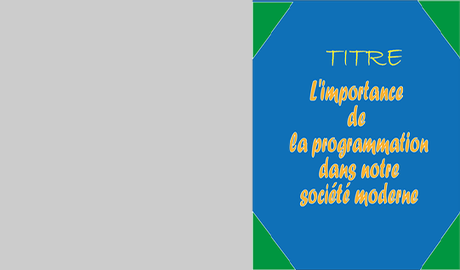 TITRE
L'importance
de
la programmation
dans notre
société moderne